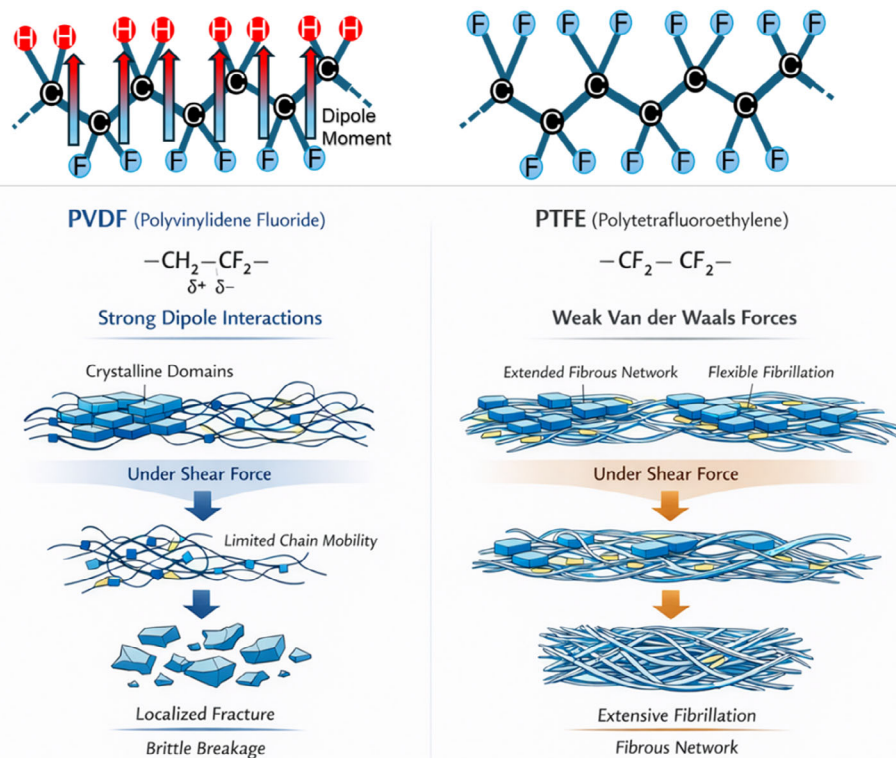 H H H H H H H H
C C C C C C C
F F F F F F
Dipole
Moment
F F F F F F F F
C C C C C C C
F F F F F F
PVDF (Polyvinylidene Fluoride)
—CH2—CF2—
δ+ δ−
Strong Dipole Interactions
Crystalline Domains
Under Shear Force
Limited Chain Mobility
Localized Fracture
Brittle Breakage
PTFE (Polytetrafluoroethylene)
—CF2— CF2—
Weak Van der Waals Forces
Extended Fibrous Network
Flexible Fibrillation
Under Shear Force
Extensive Fibrillation
Fibrous Network